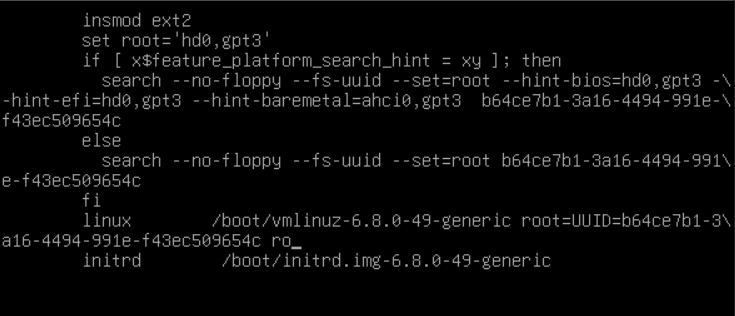 insmod ext2
set root='hd0,gpt3'
if [ x$feature_platform_search_hint = xy ]; then
search --no-floppy --fs-uuid --set=root --hint-bios=hd0,gpt3 -\
-hint-efi=hd0,gpt3 --hint-baremetal=ahci0,gpt3  b64ce7b1-3a16-4494-991e-\
f43ec509654c
else
search --no-floppy --fs-uuid --set=root b64ce7b1-3a16-4494-991\
e-f43ec509654c
fi
linux /boot/vmlinuz-6.8.0-49-generic root=UUID=b64ce7b1-3\
a16-4494-991e-f43ec509654c ro_
initrd /boot/initrd.img-6.8.0-49-generic